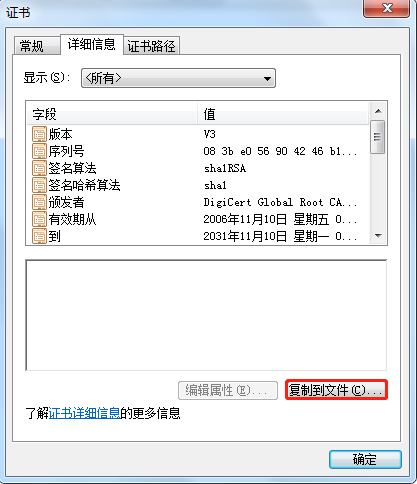 证书
常规 详细信息 证书路径
显示(S): <所有>
字段 值
版本 V3
序列号 08 3b e0 56 90 42 46 b1...
签名算法 sha1RSA
签名哈希算法 sha1
颁发者 DigiCert Global Root CA...
有效期从 2006年11月10日 星期五 0...
到 2031年11月10日 星期一 0...
编辑属性(E)... 复制到文件(C)...
了解证书详细信息的更多信息
确定